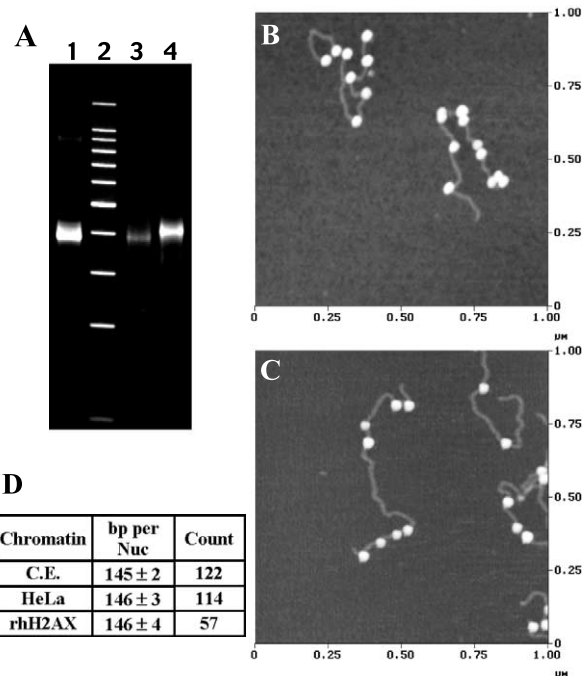 A
1 2 3 4
B
1.00
0.75
0.50
0.25
0
0 0.25 0.50 0.75 1.00
μM
C
1.00
0.75
0.50
0.25
0
0 0.25 0.50 0.75 1.00
μM
D
Chromatin bp per Nuc Count
C.E. 145 ± 2 122
HeLa 146 ± 3 114
rhH2AX 146 ± 4 57